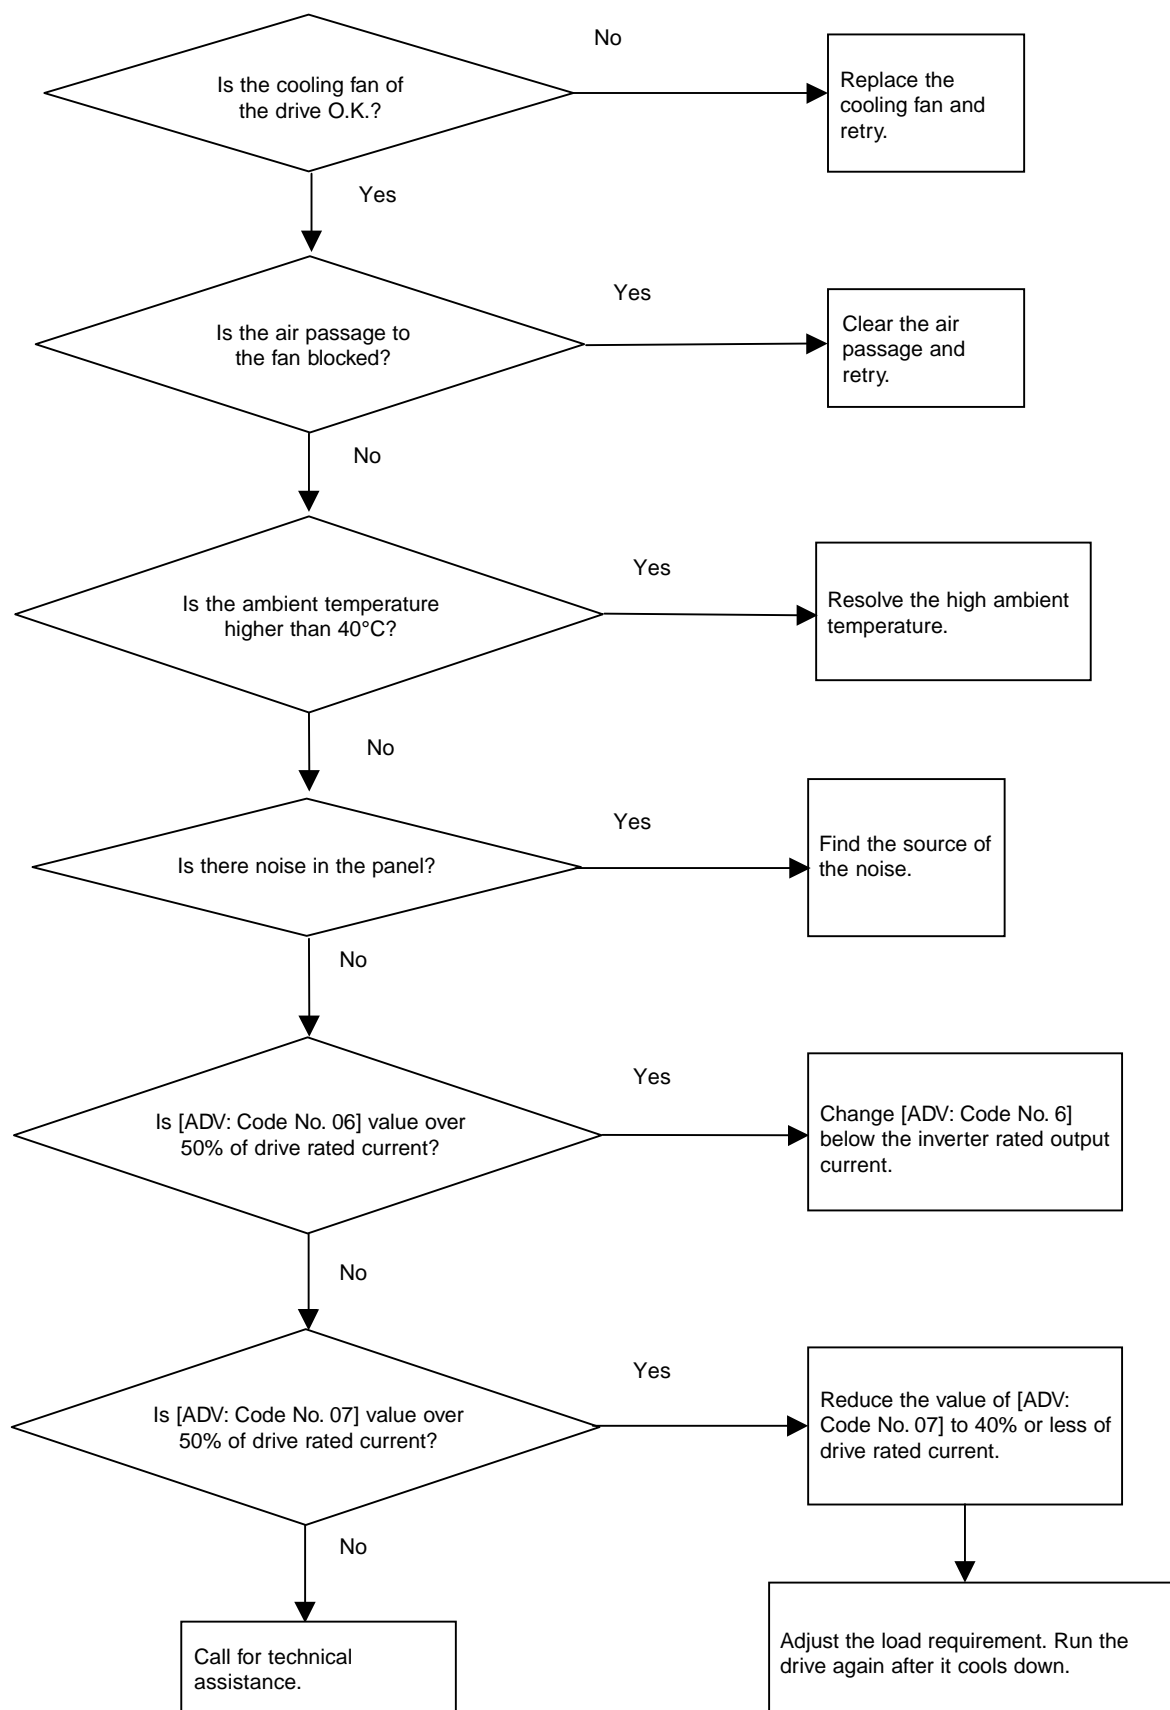 No
Is the cooling fan of
the drive O.K.?
Replace the
cooling fan and
retry.
Yes
Yes
Is the air passage to
the fan blocked?
Clear the air
passage and
retry.
No
Yes
Is the ambient temperature
higher than 40°C?
Resolve the high ambient
temperature.
No
Yes
Is there noise in the panel?
Find the source of
the noise.
No
Yes
Is [ADV: Code No. 06] value over
50% of drive rated current?
Change [ADV: Code No. 6]
below the inverter rated output
current.
No
Yes
Is [ADV: Code No. 07] value over
50% of drive rated current?
Reduce the value of [ADV:
Code No. 07] to 40% or less of
drive rated current.
No
Call for technical
assistance.
Adjust the load requirement. Run the
drive again after it cools down.